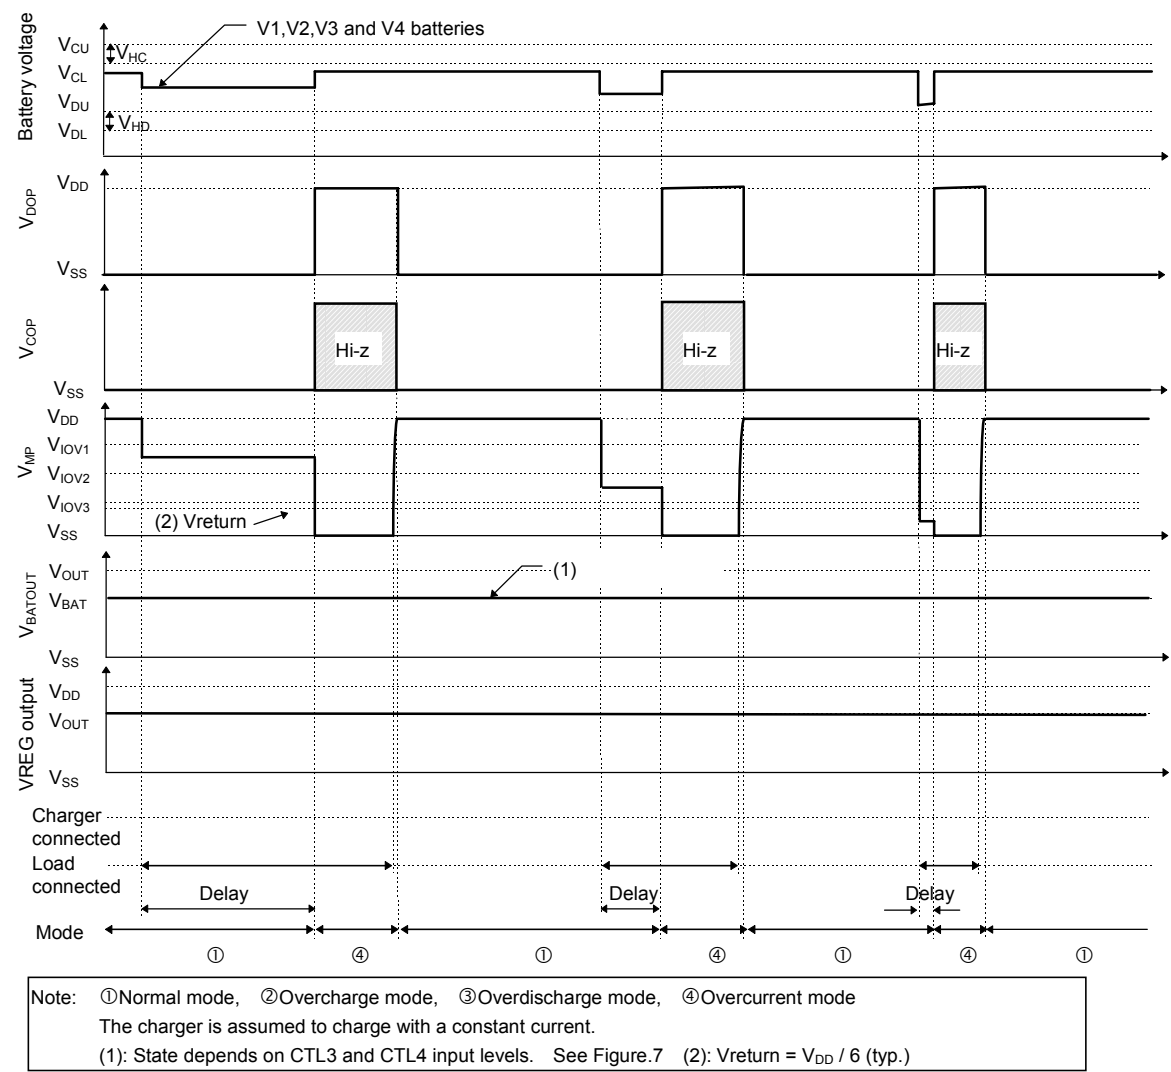 V1,V2,V3 and V4 batteries
Battery voltage
VCU
VHC
VCL
VDU
VHD
VDL
VDOP
VDD
VSS
VCOP
Hi-z
Hi-z
Hi-z
VSS
VMP
VDD
VIOV1
VIOV2
VIOV3
(2) Vreturn
VSS
VBATOUT
VOUT
(1)
VBAT
VSS
VREG output
VDD
VOUT
VSS
Charger
connected
Load
connected
Delay
Delay
Delay
Mode
① ④ ① ④ ① ④ ①
Note: ①Normal mode, ②Overcharge mode, ③Overdischarge mode, ④Overcurrent mode
The charger is assumed to charge with a constant current.
(1): State depends on CTL3 and CTL4 input levels. See Figure.7 (2): Vreturn = VDD / 6 (typ.)